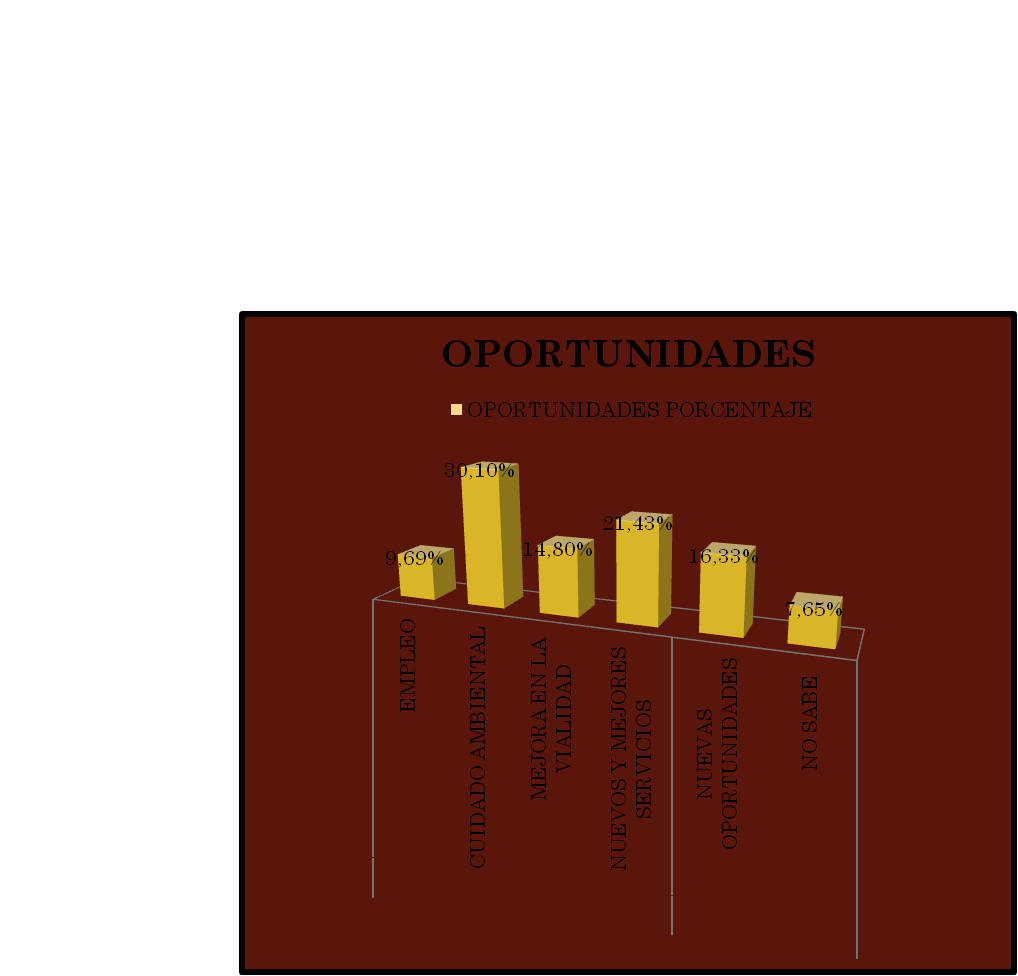 OPORTUNIDADES
OPORTUNIDADES PORCENTAJE
9,69%
30,10%
14,80%
21,43%
16,33%
7,65%
EMPLEO
CUIDADO AMBIENTAL
MEJORA EN LA
VIALIDAD
NUEVOS Y MEJORES
SERVICIOS
NUEVAS
OPORTUNIDADES
NO SABE